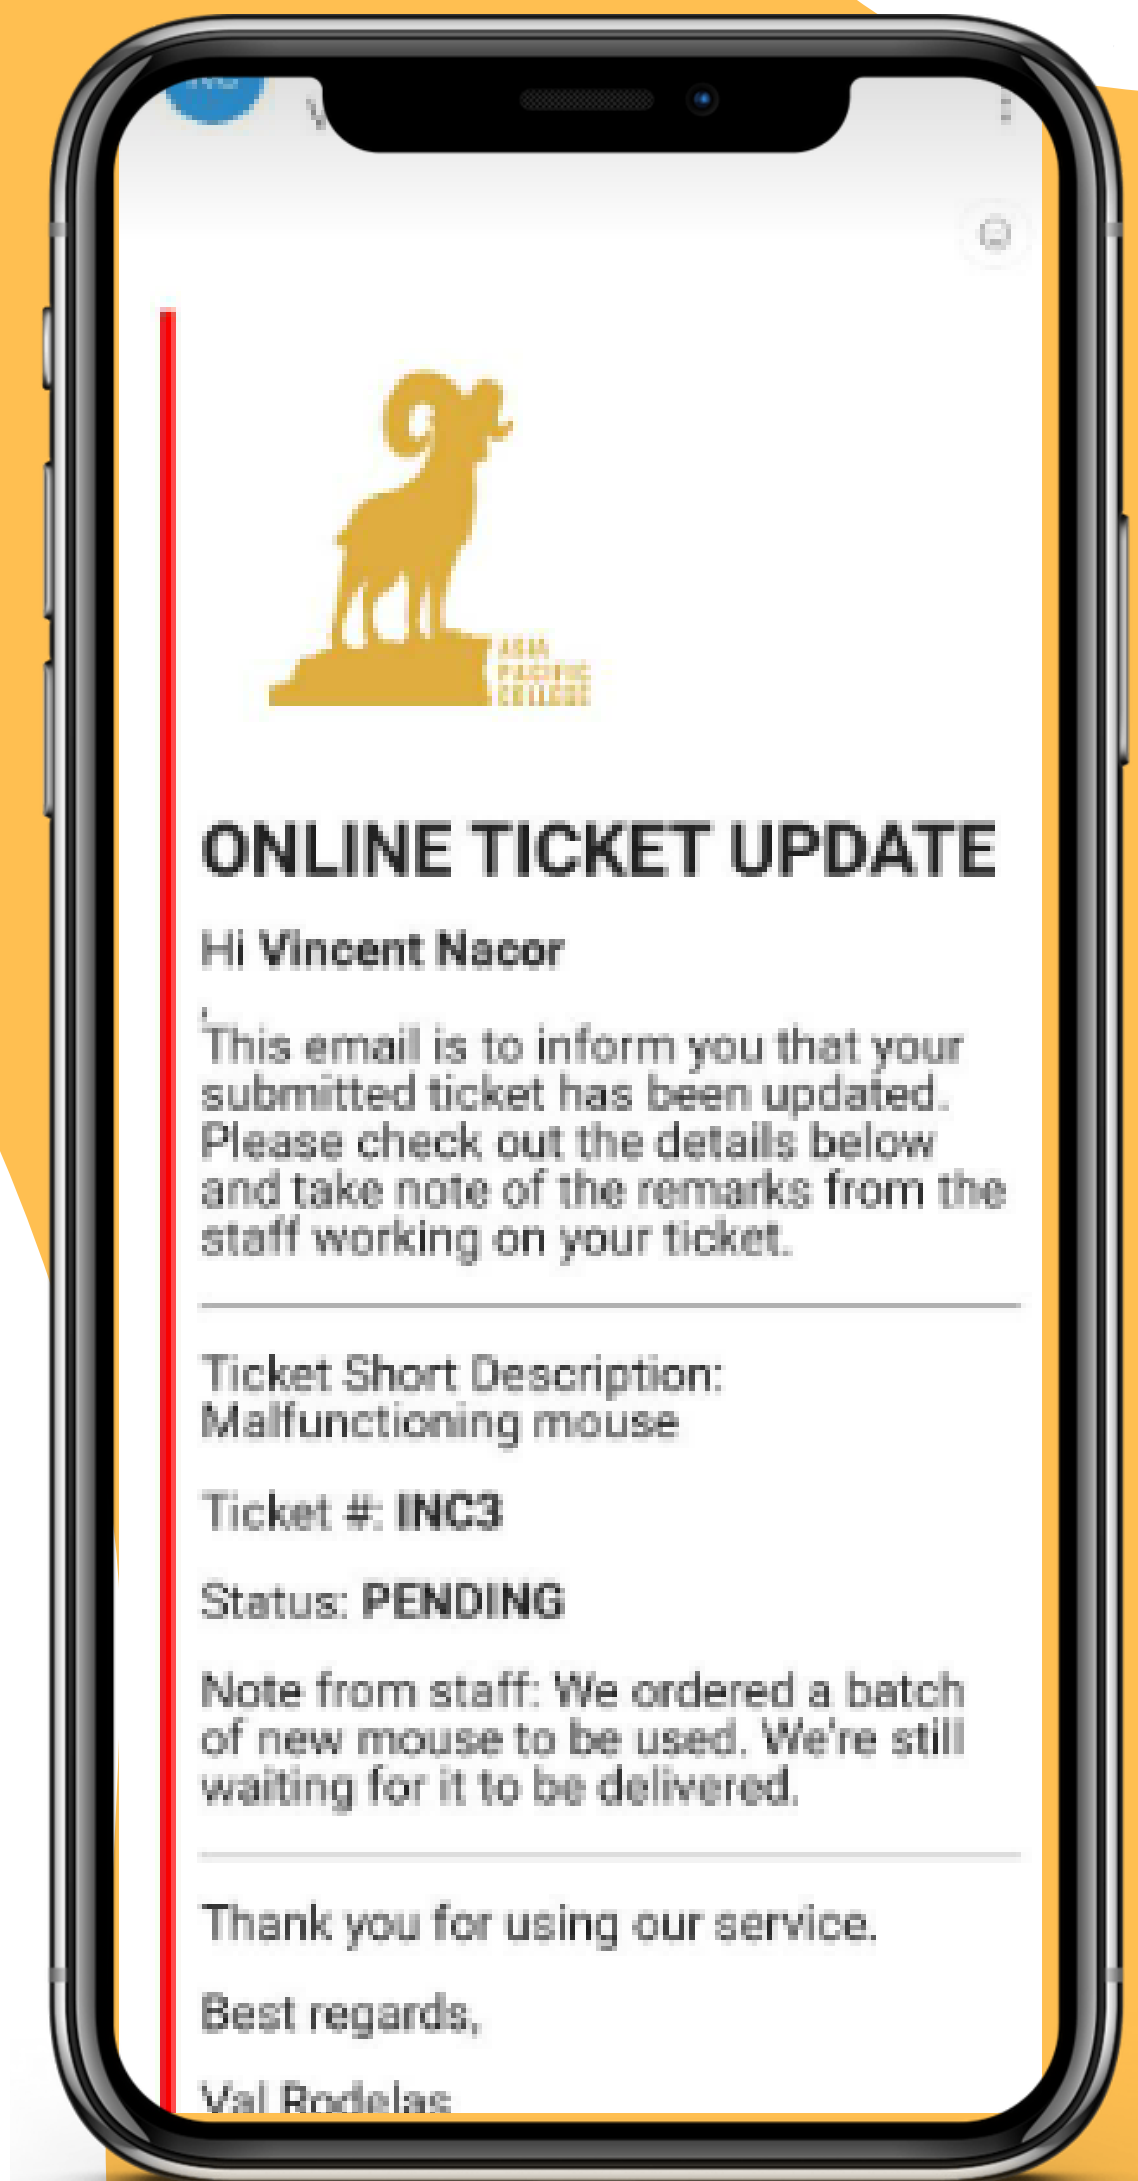 ASIA
PACIFIC
COLLEGE
ONLINE TICKET UPDATE
Hi Vincent Nacor
,
This email is to inform you that your
submitted ticket has been updated.
Please check out the details below
and take note of the remarks from the
staff working on your ticket.
Ticket Short Description:
Malfunctioning mouse
Ticket #: INC3
Status: PENDING
Note from staff: We ordered a batch
of new mouse to be used. We're still
waiting for it to be delivered.
Thank you for using our service.
Best regards,
Val Rodelas